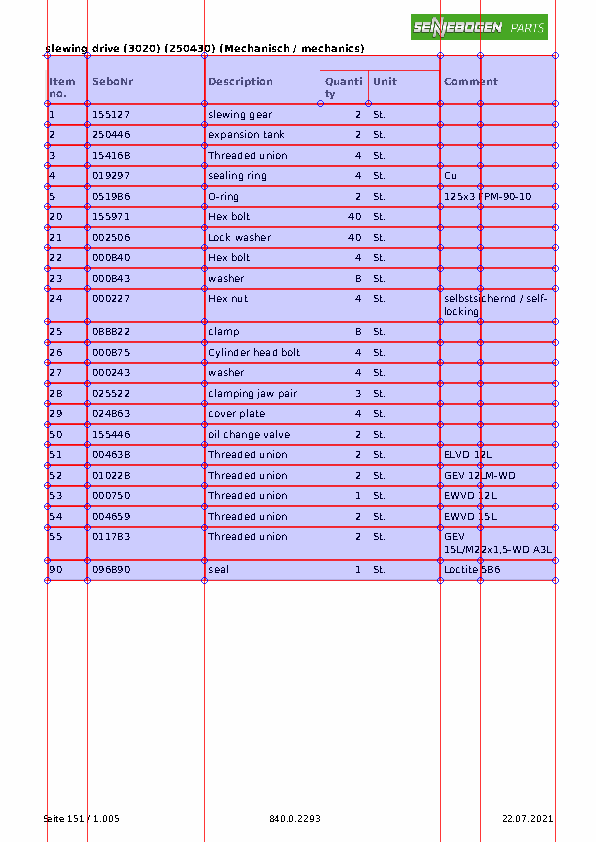 SENNEBOGEN PARTS
slewing drive (3020) (250430) (Mechanisch / mechanics)
Item no. SeboNr Description Quantity Unit Comment
1 155127 slewing gear 2 St.
2 250446 expansion tank 2 St.
3 154168 Threaded union 4 St.
4 019297 sealing ring 4 St. Cu
5 051986 O-ring 2 St. 125x3 FPM-90-10
20 155971 Hex bolt 40 St.
21 002506 Lock washer 40 St.
22 000840 Hex bolt 4 St.
23 000843 washer 8 St.
24 000227 Hex nut 4 St. selbstsichernd / self-
locking
25 088822 clamp 8 St.
26 000875 Cylinder head bolt 4 St.
27 000243 washer 4 St.
28 025522 clamping jaw pair 3 St.
29 024863 cover plate 4 St.
50 155446 oil change valve 2 St.
51 004638 Threaded union 2 St. ELVD 12L
52 010228 Threaded union 2 St. GEV 12LM-WD
53 000750 Threaded union 1 St. EWVD 12L
54 004659 Threaded union 2 St. EWVD 15L
55 011783 Threaded union 2 St. GEV
15L/M22x1,5-WD A3L
90 096890 seal 1 St. Loctite 586
Seite 151 / 1.005 840.0.2293 22.07.2021